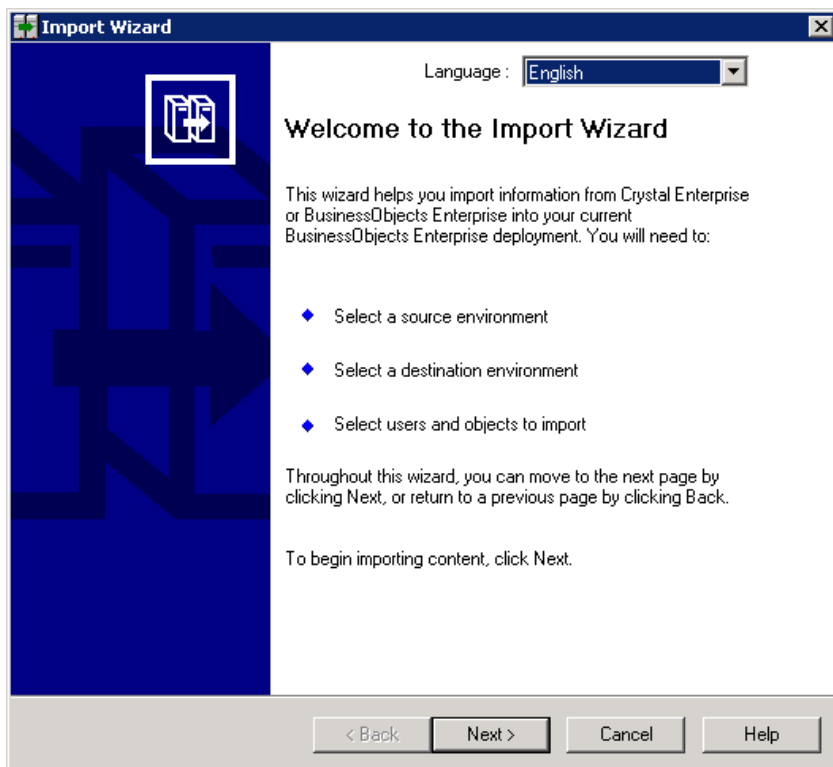 Import Wizard
Language : English
Welcome to the Import Wizard
This wizard helps you import information from Crystal Enterprise
or BusinessObjects Enterprise into your current
BusinessObjects Enterprise deployment. You will need to:
Select a source environment
Select a destination environment
Select users and objects to import
Throughout this wizard, you can move to the next page by
clicking Next, or return to a previous page by clicking Back.
To begin importing content, click Next.
< Back Next > Cancel Help